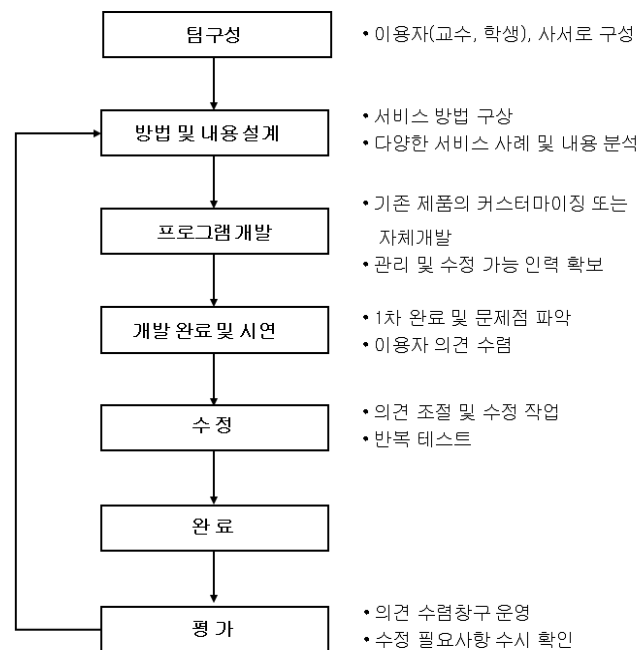 팀구성
• 이용자(교수, 학생), 사서로 구성
방법 및 내용설계
• 서비스 방법 구상
• 다양한 서비스 사례 및 내용 분석
프로그램개발
• 기존 제품의 커스터마이징 또는
자체개발
• 관리 및 수정 가능 인력 확보
개발 완료및 시연
• 1차 완료 및 문제점 파악
• 이용자 의견 수렴
수 정
• 의견 조절 및 수정 작업
• 반복 테스트
완 료
평 가
• 의견 수렴창구 운영
• 수정 필요사항 수시 확인